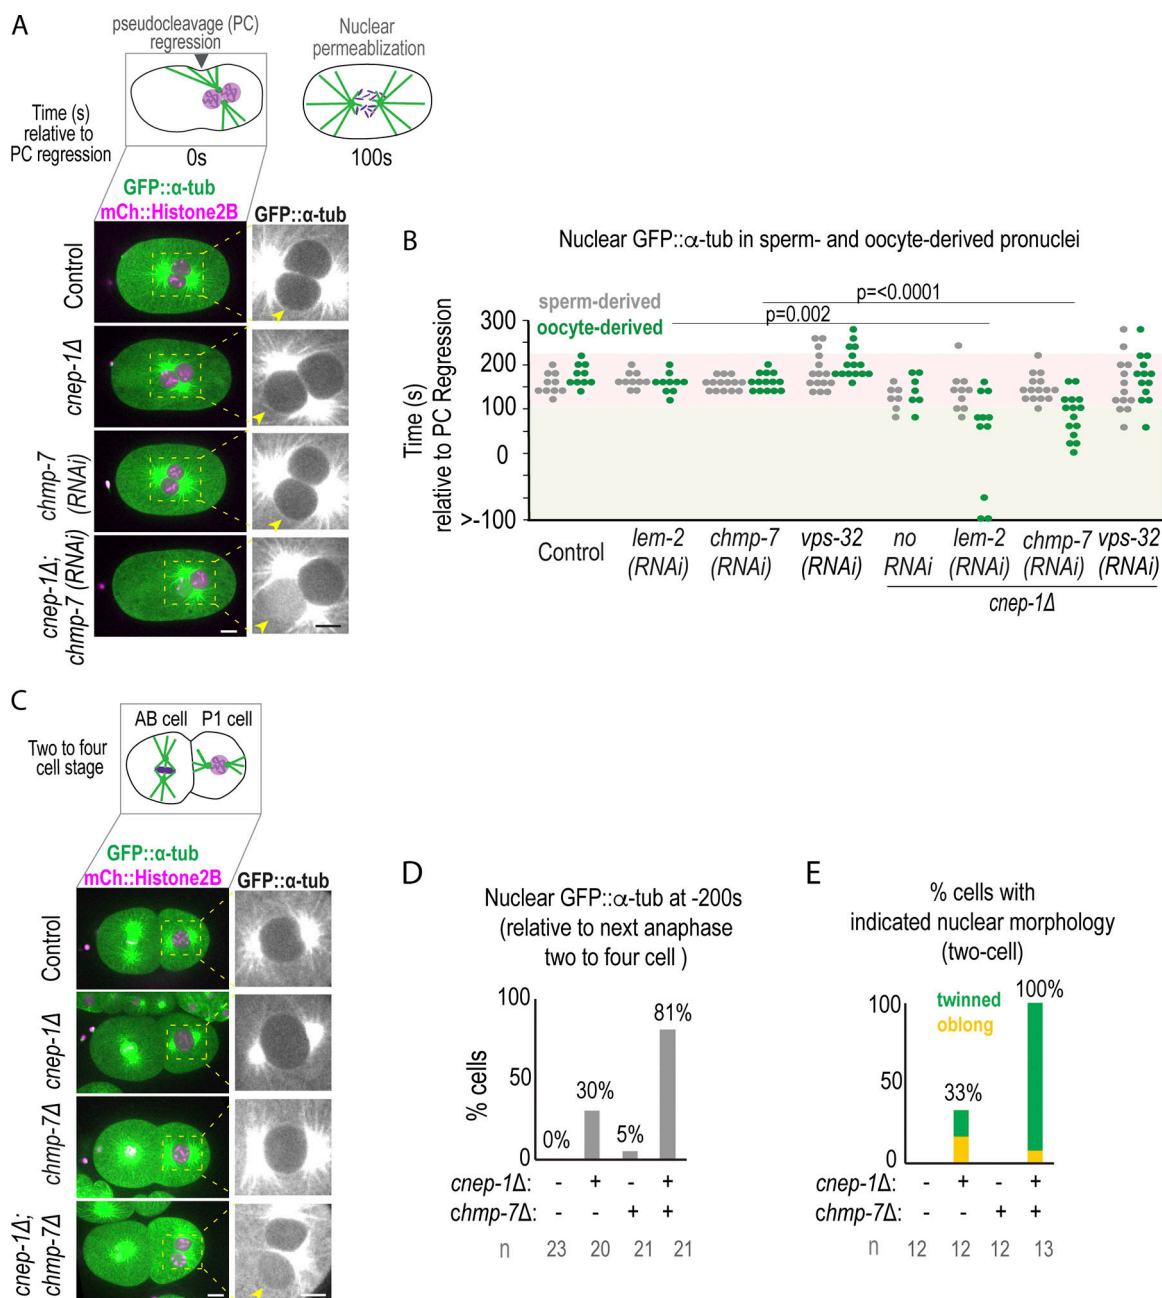 A
pseudocleavage (PC)
regression
Nuclear
permeablization
Time (s)
relative to
PC regression
0s
100s
GFP::α-tub
mCh::Histone2B
GFP::α-tub
Control
cnep-1Δ
chmp-7
(RNAi)
cnep-1Δ;
chmp-7 (RNAi)
B
Nuclear GFP::α-tub in sperm- and oocyte-derived pronuclei
p=<0.0001
sperm-derived
oocyte-derived
p=0.002
Time (s)
relative to PC Regression
300
200
100
0
>-100
Control
lem-2
(RNAi)
chmp-7
(RNAi)
vps-32
(RNAi)
no
RNAi
lem-2
(RNAi)
chmp-7
(RNAi)
vps-32
(RNAi)
cnep-1Δ
C
AB cell
P1 cell
Two to four
cell stage
GFP::α-tub
mCh::Histone2B
GFP::α-tub
Control
cnep-1Δ
chmp-7Δ
cnep-1Δ;
chmp-7Δ
D
Nuclear GFP::α-tub at -200s
(relative to next anaphase
two to four cell )
% cells
100
50
0
0%
30%
5%
81%
cnep-1Δ: - + - +
chmp-7Δ: - - + +
n 23 20 21 21
E
% cells with
indicated nuclear morphology
(two-cell)
100
50
0
twinned
oblong
33%
100%
cnep-1Δ: - + - +
chmp-7Δ: - - + +
n 12 12 12 13